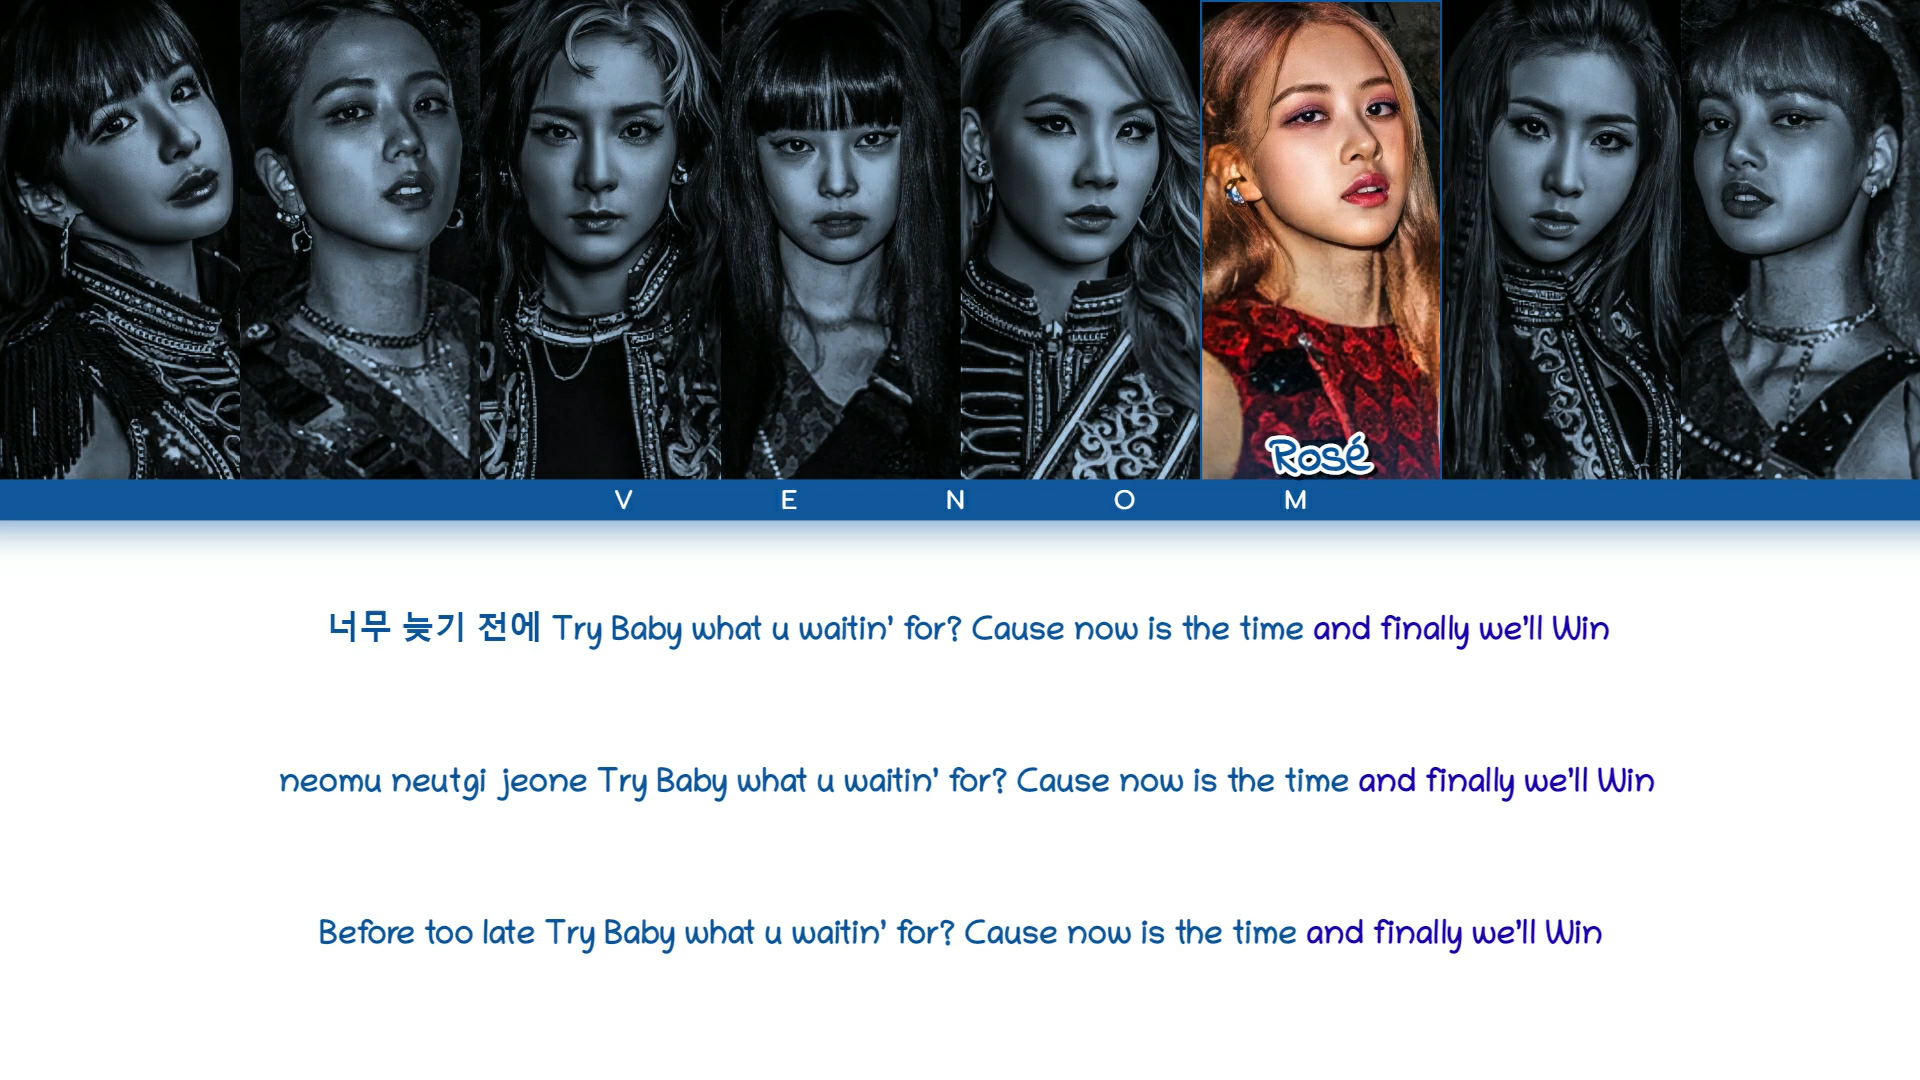 Rosé
V E N O M
너무 늦기 전에 Try Baby what u waitin' for? Cause now is the time and finally we'll Win
neomu neutgi jeone Try Baby what u waitin' for? Cause now is the time and finally we'll Win
Before too late Try Baby what u waitin' for? Cause now is the time and finally we'll Win